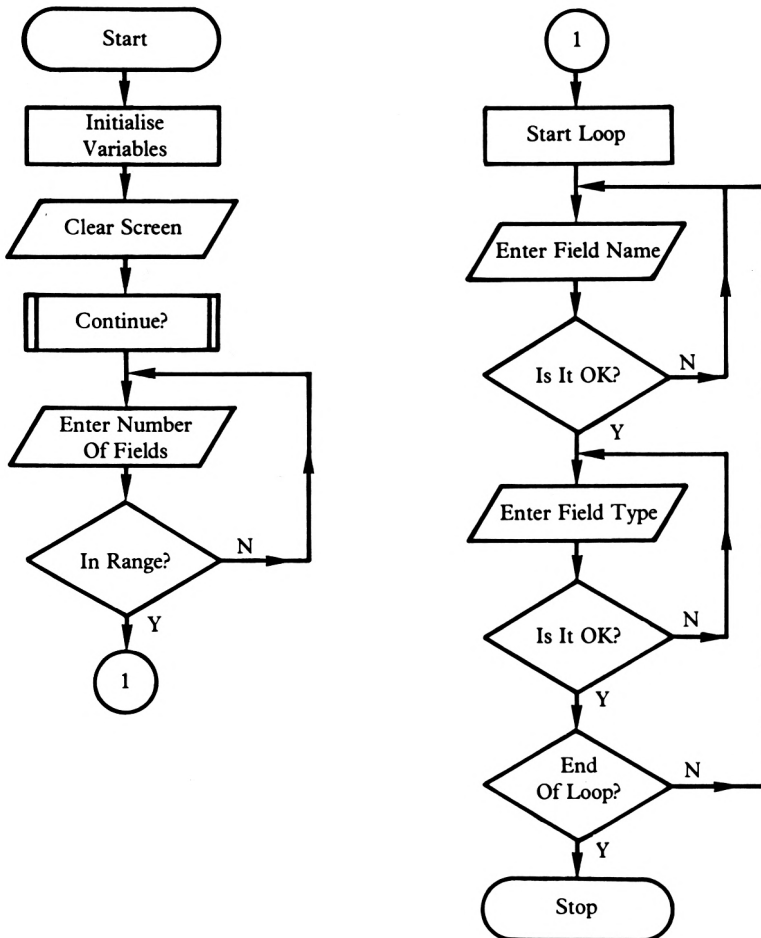 Start
Initialise
Variables
Clear Screen
Continue?
Enter Number
Of Fields
In Range?
N
Y
1
1
Start Loop
Enter Field Name
Is It OK?
N
Y
Enter Field Type
Is It OK?
N
Y
End
Of Loop?
N
Y
Stop